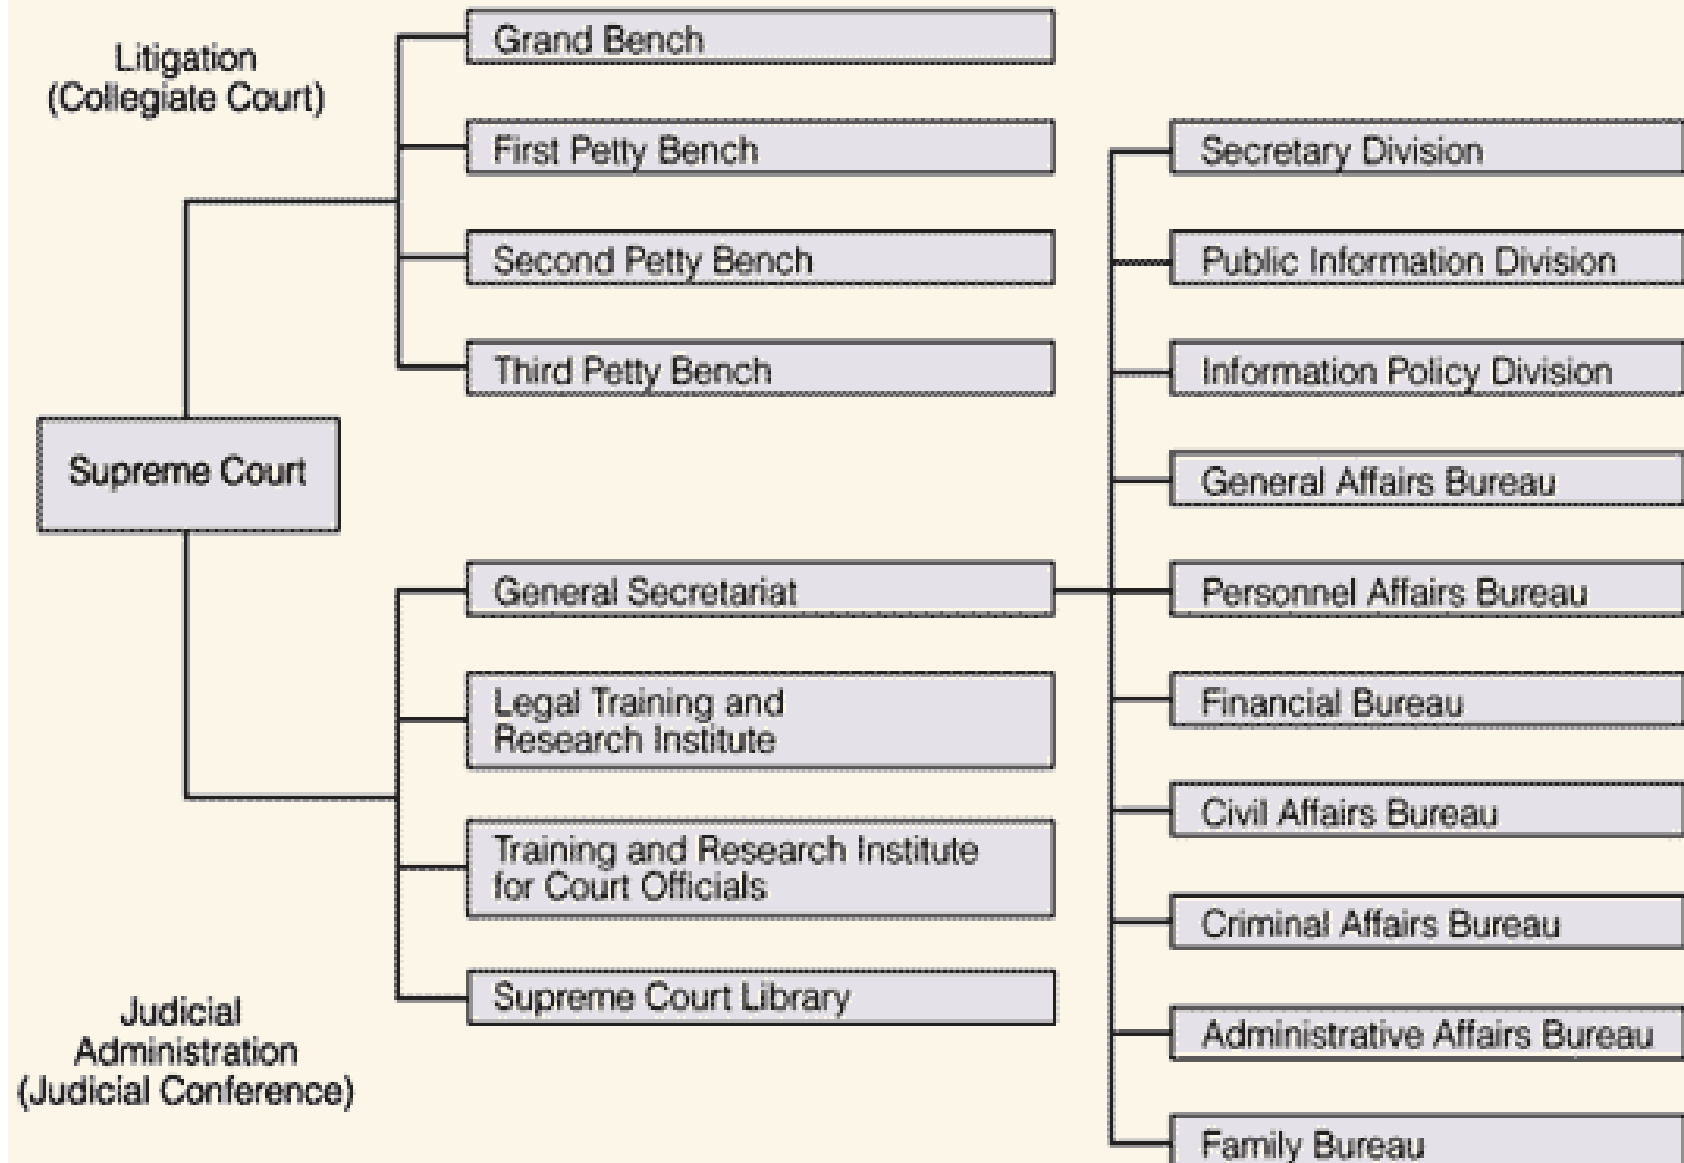 Litigation
(Collegiate Court)
Grand Bench
First Petty Bench
Second Petty Bench
Third Petty Bench
Supreme Court
General Secretariat
Legal Training and
Research Institute
Training and Research Institute
for Court Officials
Supreme Court Library
Judicial
Administration
(Judicial Conference)
Secretary Division
Public Information Division
Information Policy Division
General Affairs Bureau
Personnel Affairs Bureau
Financial Bureau
Civil Affairs Bureau
Criminal Affairs Bureau
Administrative Affairs Bureau
Family Bureau